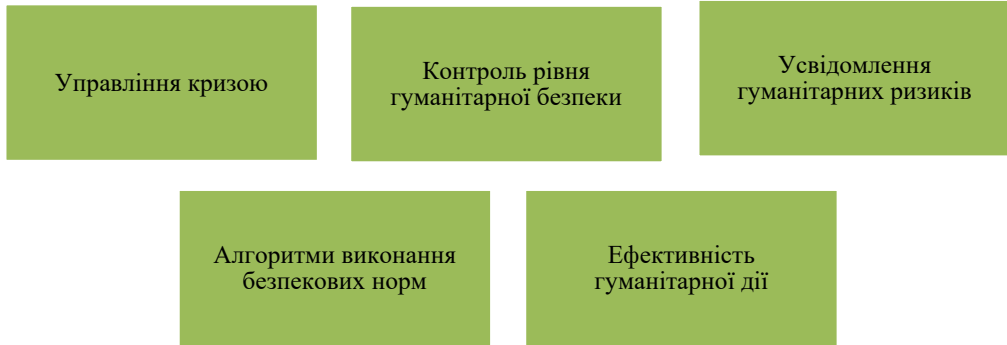 Управління кризою
Контроль рівня
гуманітарної безпеки
Усвідомлення
гуманітарних ризиків
Алгоритми виконання
безпекових норм
Ефективність
гуманітарної дії